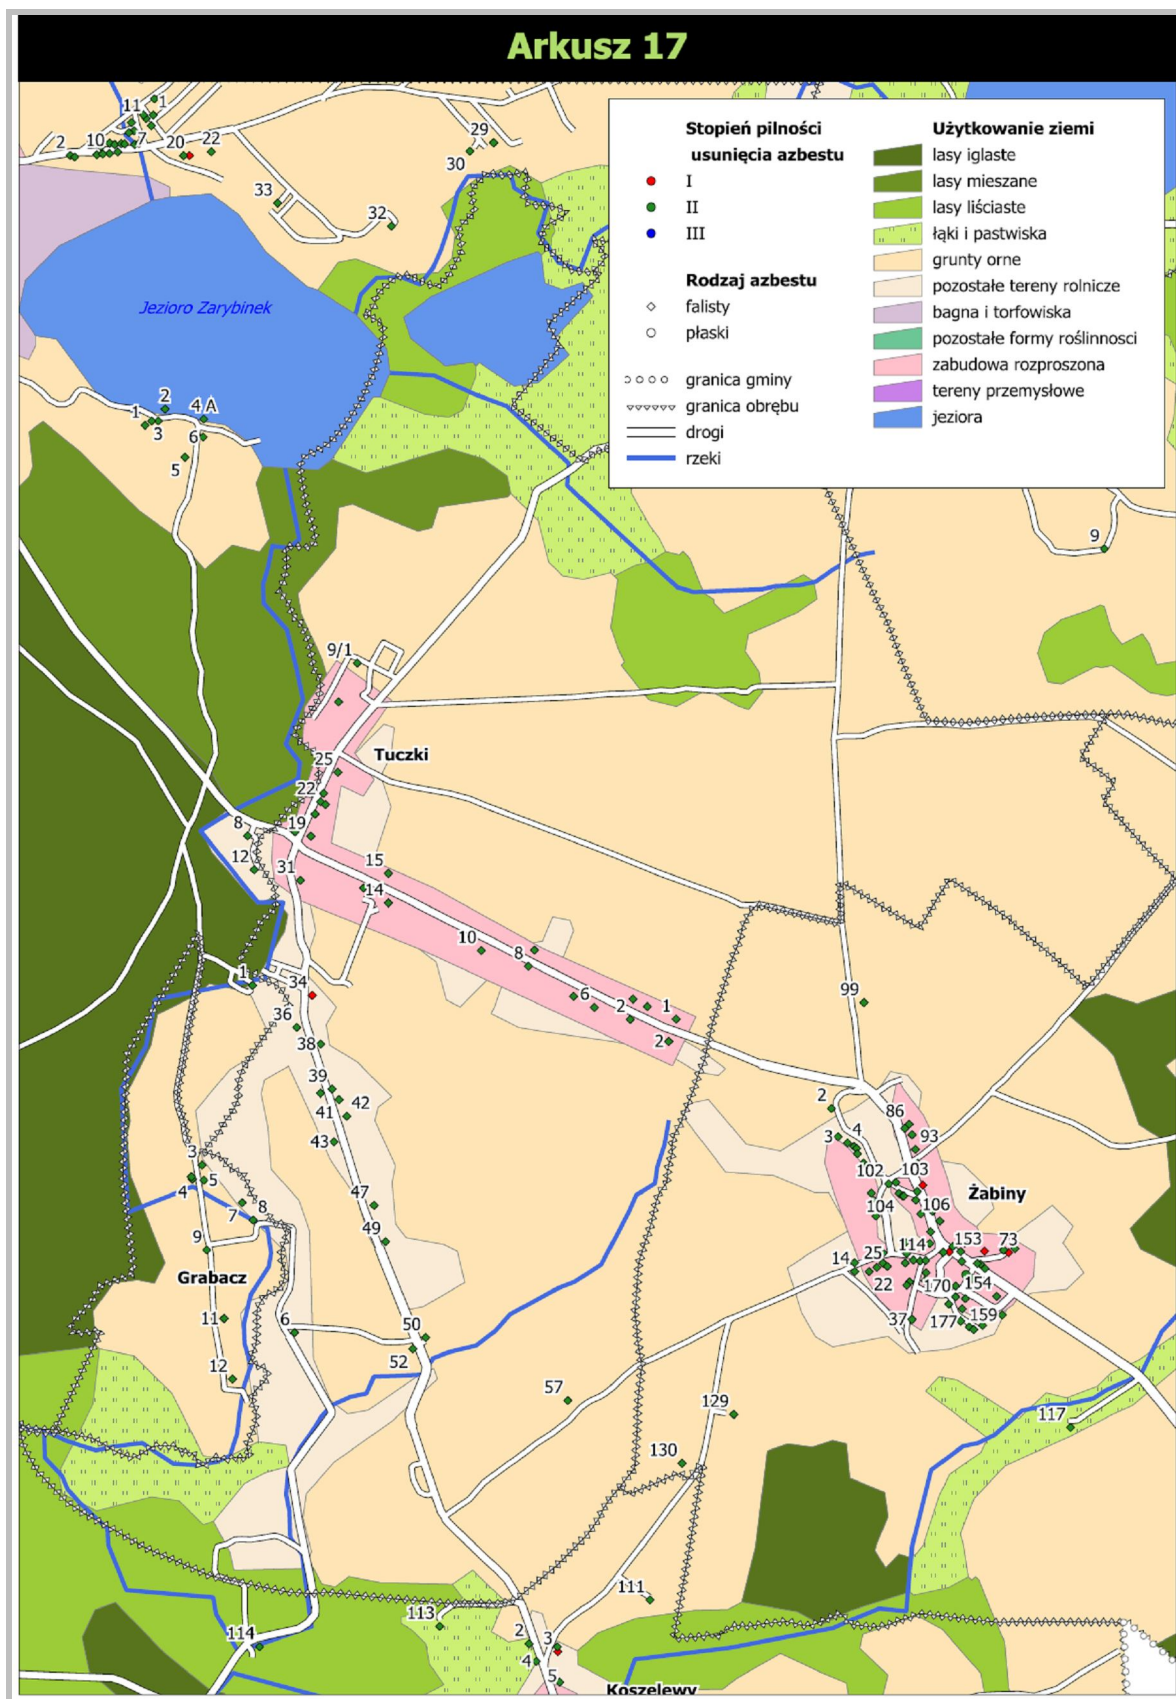 Arkusz 17
Stopień pilności
usunięcia azbestu
I
II
III
Rodzaj azbestu
falisty
płaski
granica gminy
granica obrębu
drogi
rzeki
Użytkowanie ziemi
lasy iglaste
lasy mieszane
lasy liściaste
łąki i pastwiska
grunty orne
pozostałe tereny rolnicze
bagna i torfowiska
pozostałe formy roślinnosci
zabudowa rozproszona
tereny przemysłowe
jeziora
11 1
2 10 7 20 22
29
30
33
32
Jezioro Zarybinek
2
1 3 4 A
6
5
9
9/1
Tuczki
25
22
8 19
12 31
15
14
10 8
1 34
6 2 1
2
99
36
38
39
41 42
43
2
86
3 4 93
102 103
3
4 5
47
104 106
Żabiny
7 8
49
9
153 73
14 25 114
22 170 154
Grabacz
11
6
50
37 177 159
52
12
57
129
117
130
111
113
114
2 3
4
5
Koszelewy